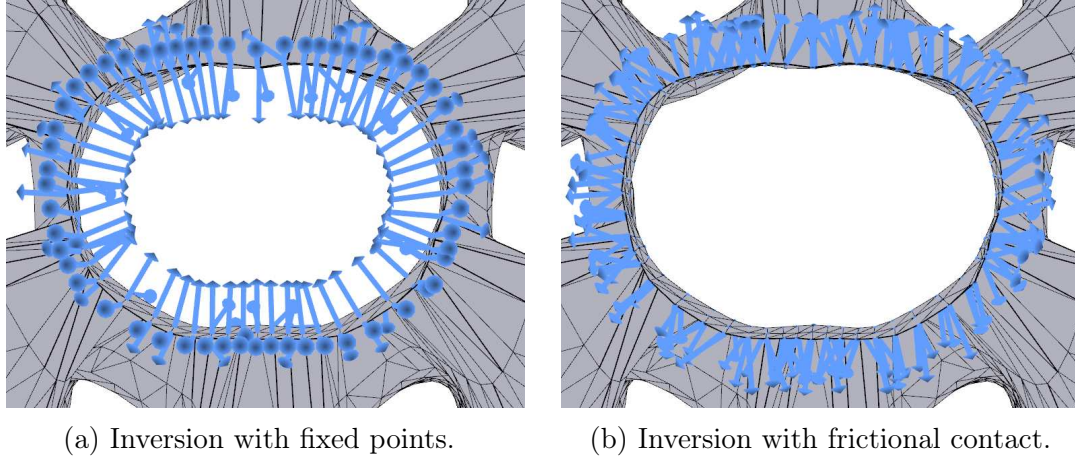 (a) Inversion with fixed points.
(b) Inversion with frictional contact.